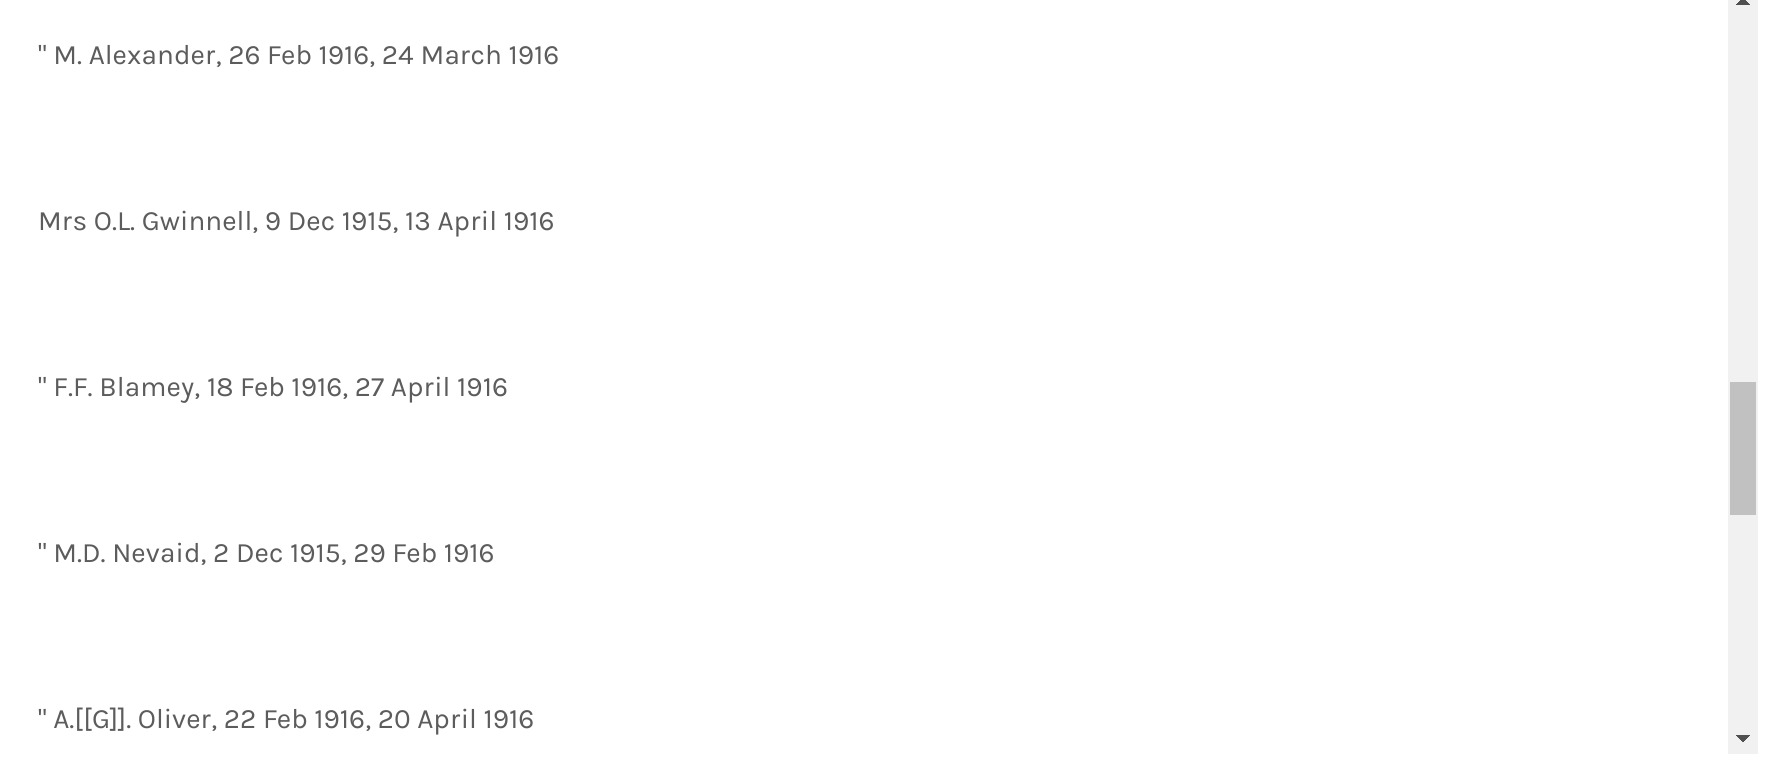 " M. Alexander, 26 Feb 1916, 24 March 1916
Mrs O.L. Gwinnell, 9 Dec 1915, 13 April 1916
" F.F. Blamey, 18 Feb 1916, 27 April 1916
" M.D. Nevaid, 2 Dec 1915, 29 Feb 1916
" A.[[G]]. Oliver, 22 Feb 1916, 20 April 1916